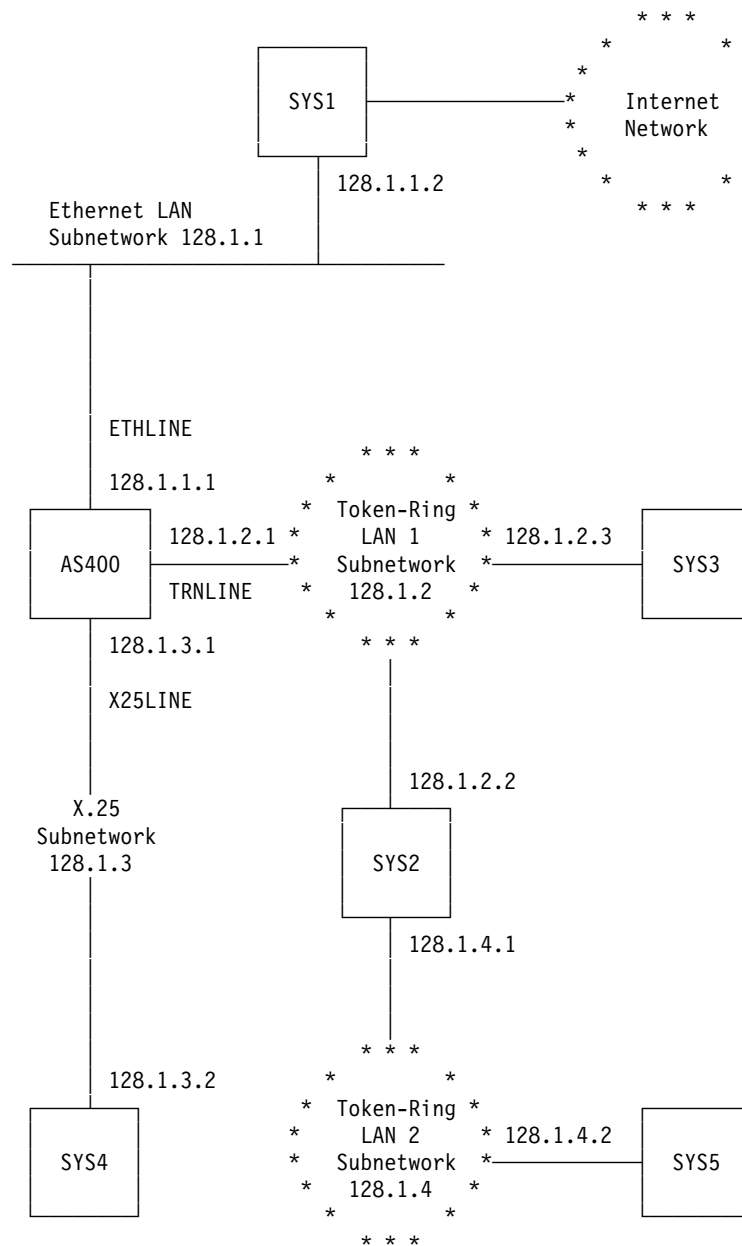 SYS1
Internet
Network
128.1.1.2
Ethernet LAN
Subnetwork 128.1.1
ETHLINE
128.1.1.1
AS400
128.1.2.1
TRNLINE
Token-Ring
LAN 1
Subnetwork
128.1.2
128.1.2.3
SYS3
128.1.3.1
X25LINE
128.1.2.2
X.25
Subnetwork
128.1.3
SYS2
128.1.4.1
128.1.3.2
SYS4
Token-Ring
LAN 2
Subnetwork
128.1.4
128.1.4.2
SYS5